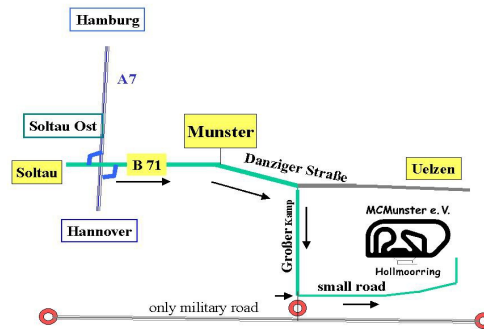 Hamburg
A7
Soltau Ost
Munster
Soltau
B 71
Danziger Straße
Uelzen
Hannover
Großer Kamp
MCMunster e. V.
Hollmoorring
small road
only military road